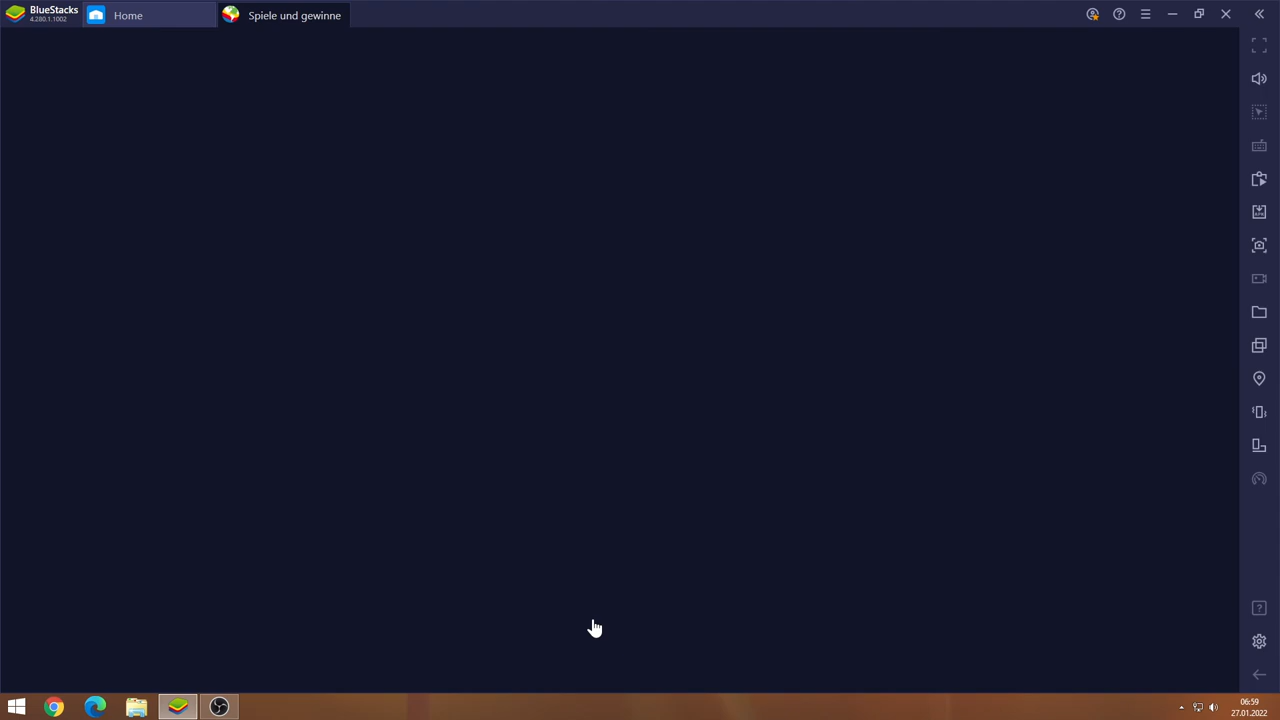 BlueStacks
4.280.1.1002
Home
Spiele und gewinne
06:59
27.01.2022